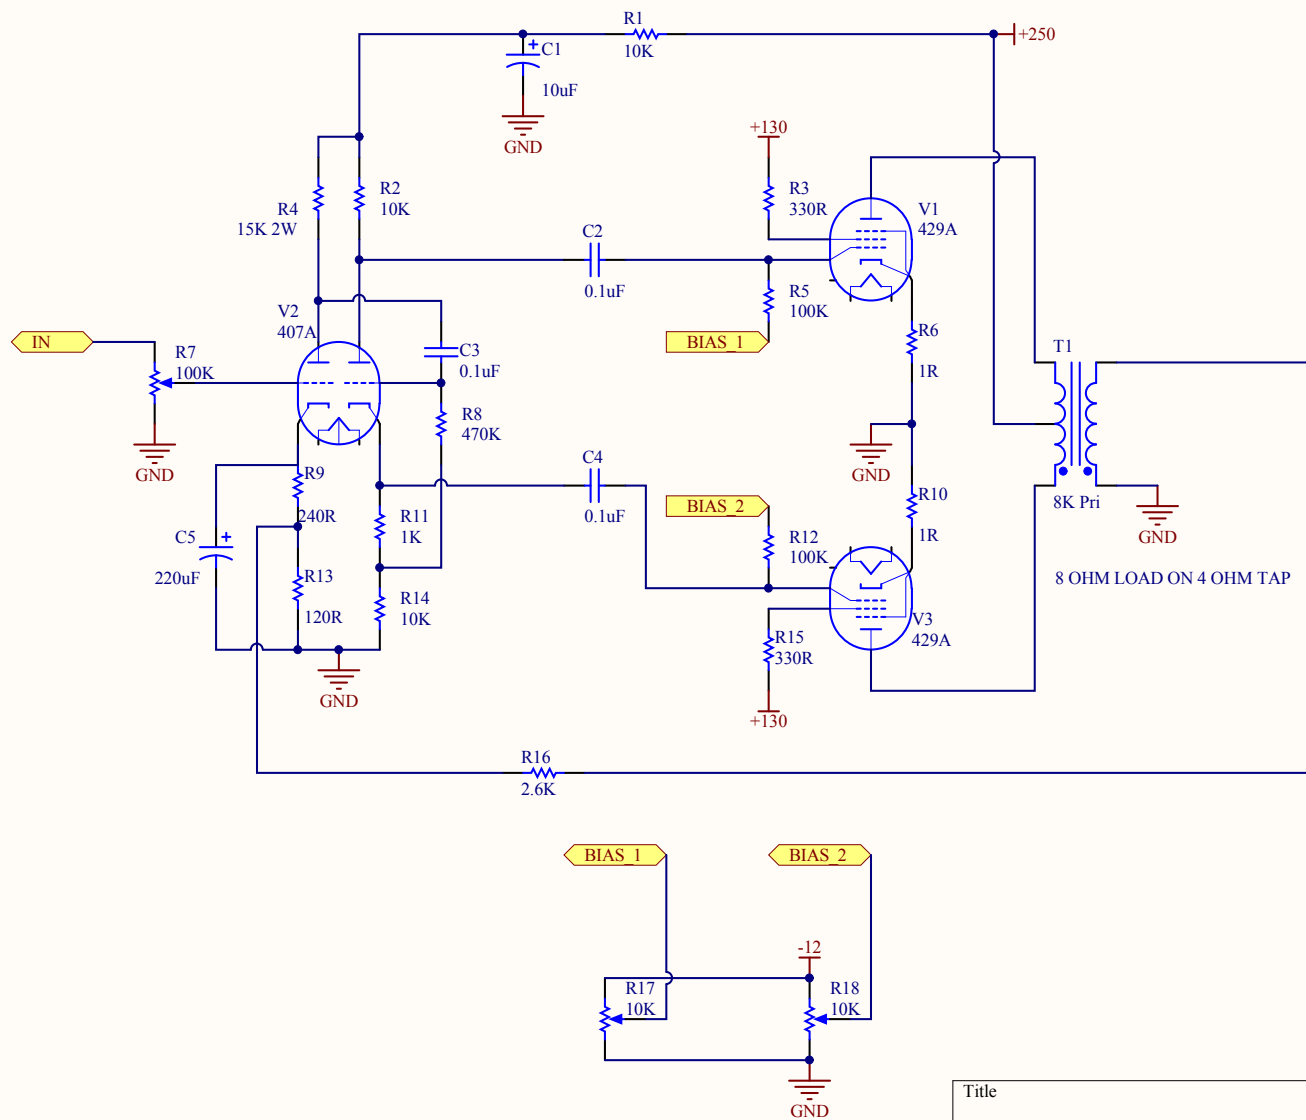 R1
10K
+250
C1
10uF
GND
+130
R3
330R
V1
429A
R4
15K 2W
R2
10K
C2
0.1uF
R5
100K
BIAS_1
V2
407A
IN
R7
100K
GND
C3
0.1uF
R8
470K
R6
1R
T1
GND
8K Pri
GND
8 OHM LOAD ON 4 OHM TAP
R9
240R
C4
0.1uF
BIAS_2
R10
1R
R11
1K
R12
100K
C5
220uF
R13
120R
R14
10K
GND
V3
429A
R15
330R
+130
R16
2.6K
BIAS_1
BIAS_2
-12
R17
10K
R18
10K
GND
Title